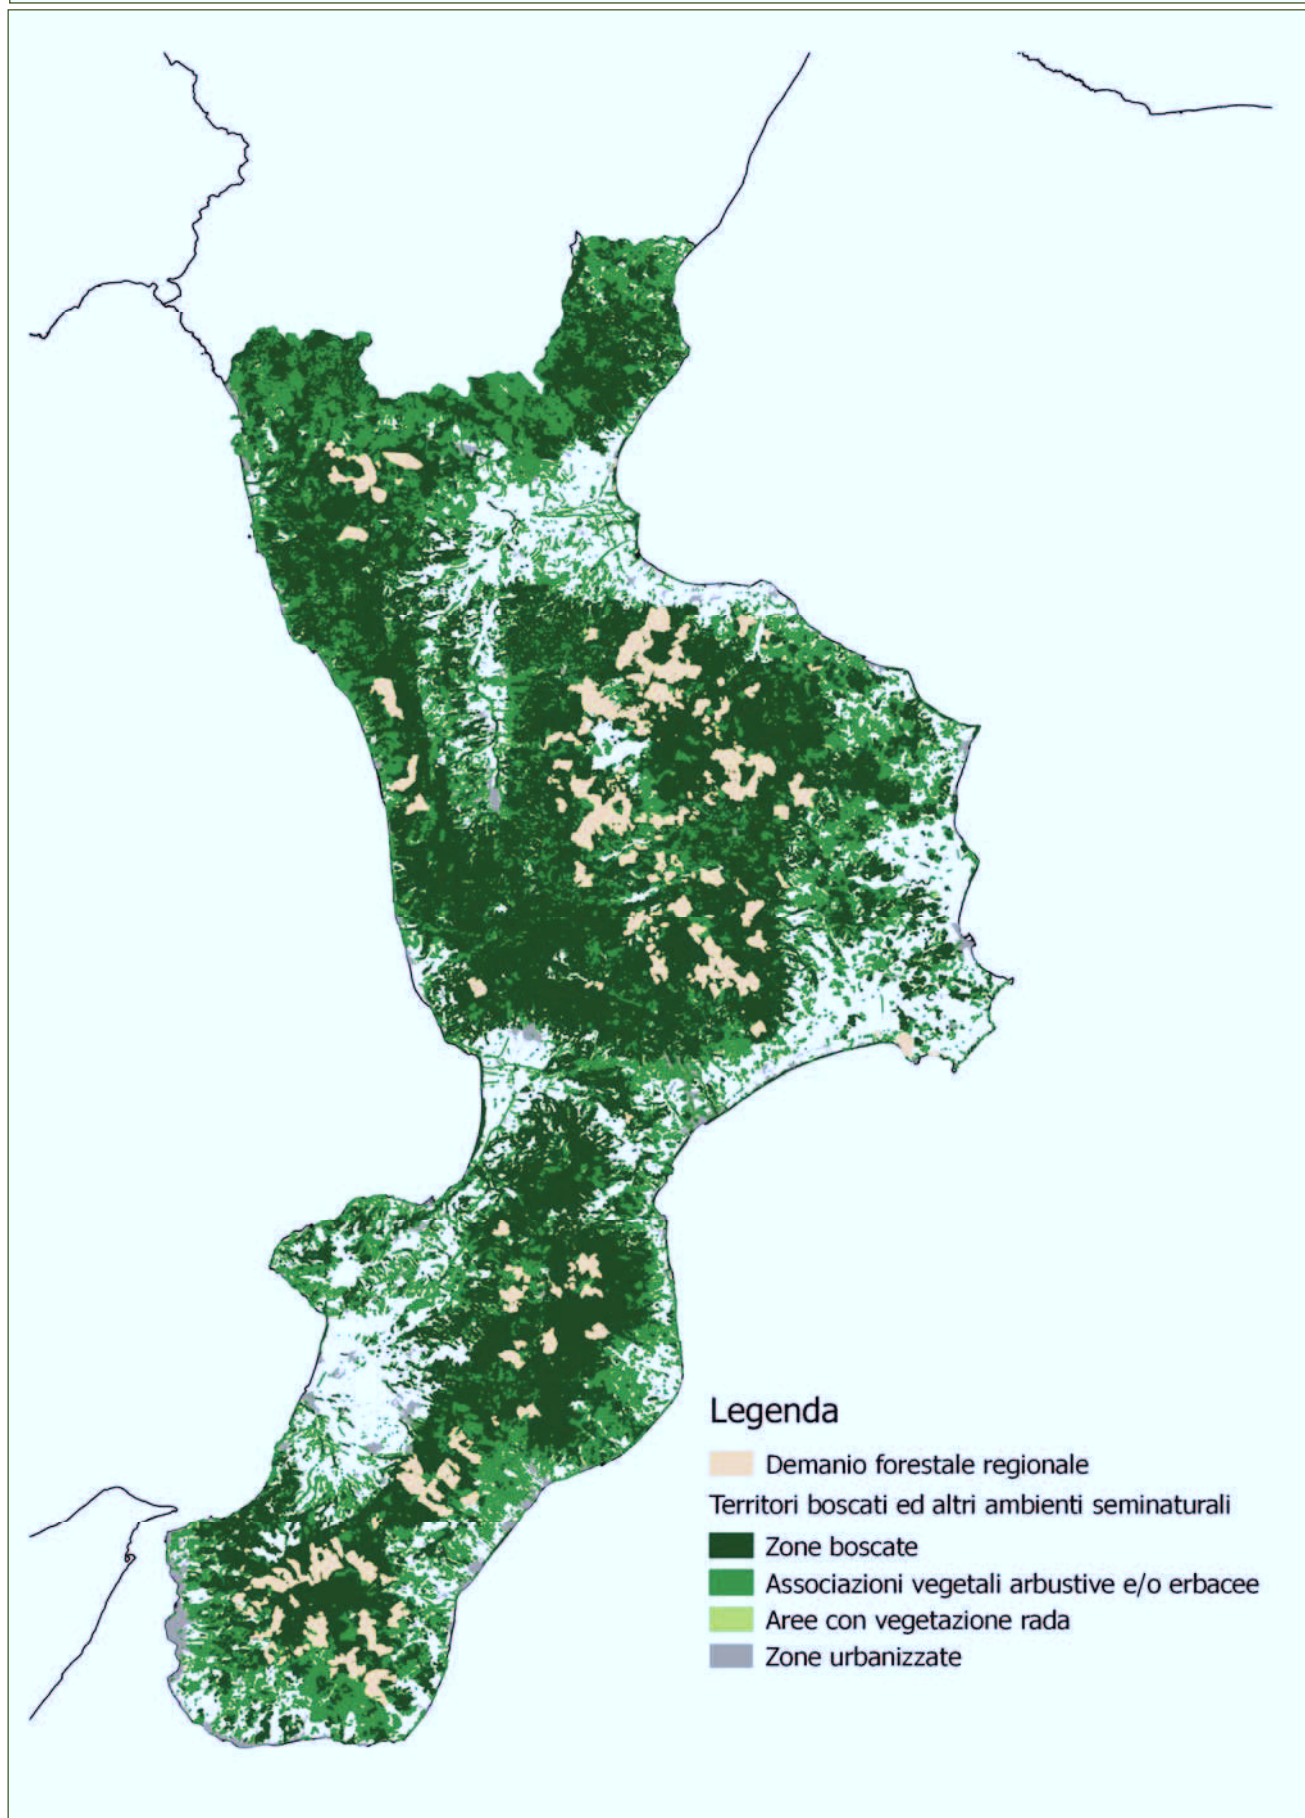 Legenda
Demanio forestale regionale
Territori boscati ed altri ambienti seminaturali
Zone boscate
Associazioni vegetali arbustive e/o erbacee
Aree con vegetazione rada
Zone urbanizzate